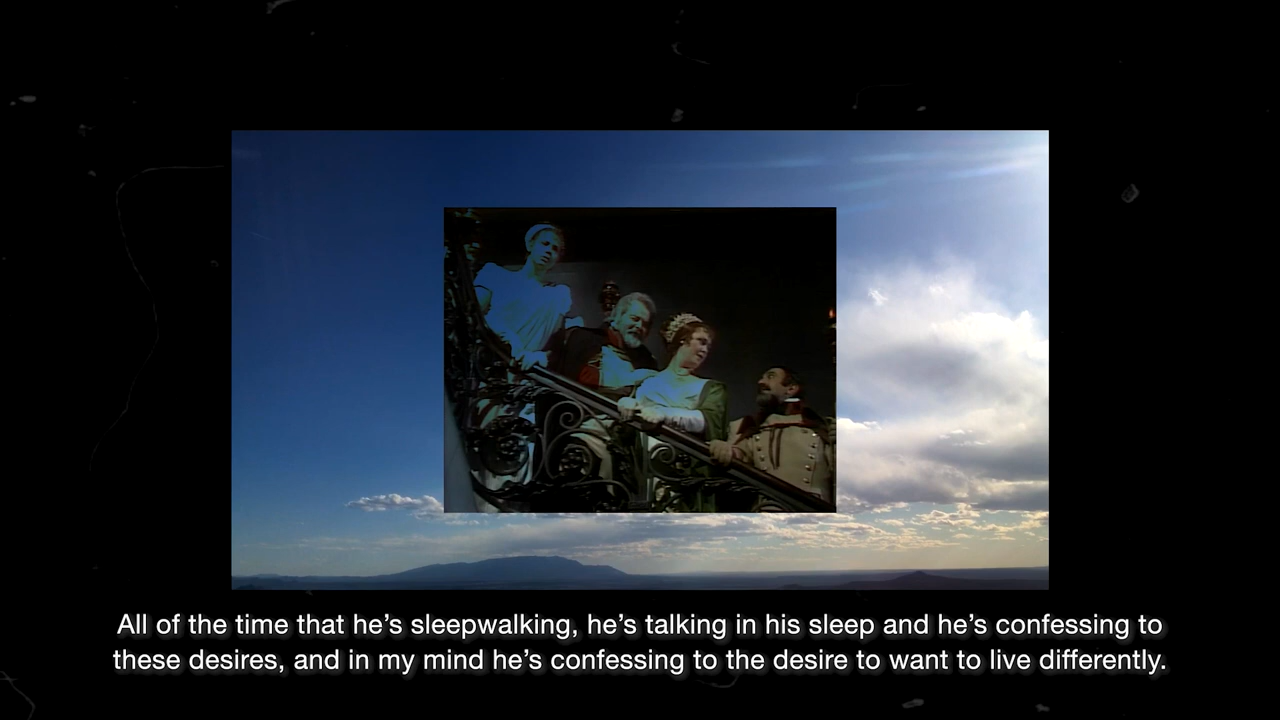 All of the time that he’s sleepwalking, he’s talking in his sleep and he’s confessing to
these desires, and in my mind he’s confessing to the desire to want to live differently.